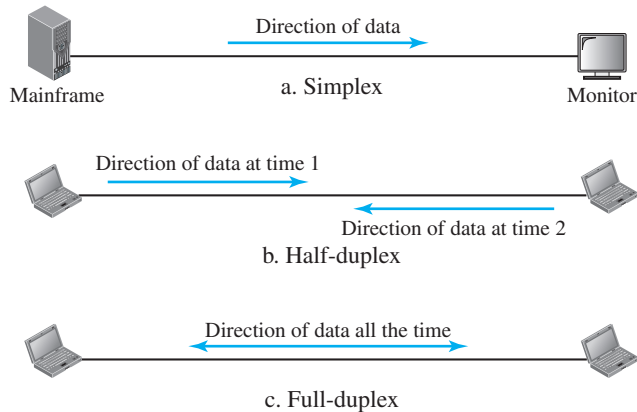 Direction of data
Mainframe
a. Simplex
Monitor
Direction of data at time 1
Direction of data at time 2
b. Half-duplex
Direction of data all the time
c. Full-duplex